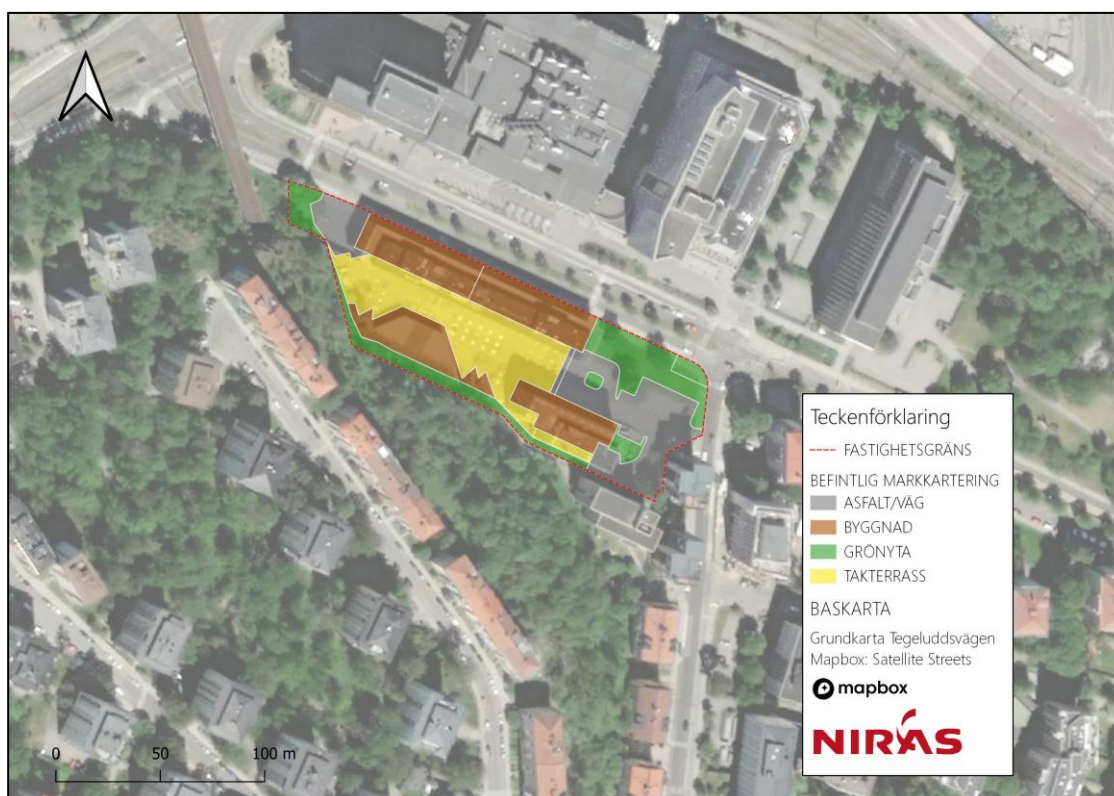 Teckenförklaring
FASTIGHETSGRÄNS
BEFINTLIG MARKKARTERING
ASFALT/VÄG
BYGGNAD
GRÖNYTA
TAKTERRASS
BASKARTA
Grundkarta Tegeluddsvägen
Mapbox: Satellite Streets
mapbox
NIRAS
0 50 100 m